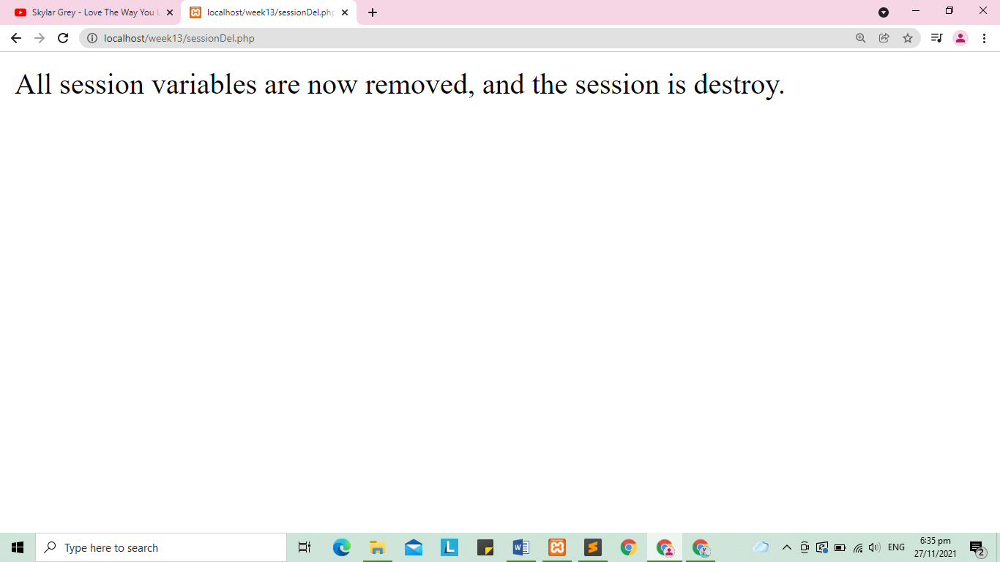 Skylar Grey - Love The Way You L
localhost/week13/sessionDel.php
localhost/week13/sessionDel.php
All session variables are now removed, and the session is destroy.
Type here to search
L
W
ENG
6:35 pm
27/11/2021
2